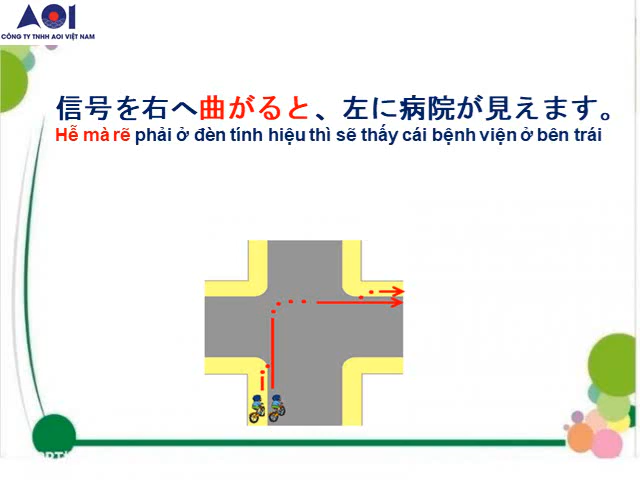 AOI
CÔNG TY TNHH AOI VIỆT NAM
信号を右へ曲がると、左に病院が見えます。
Hễ mà rẽ phải ở đèn tính hiệu thì sẽ thấy cái bệnh viện ở bên trái